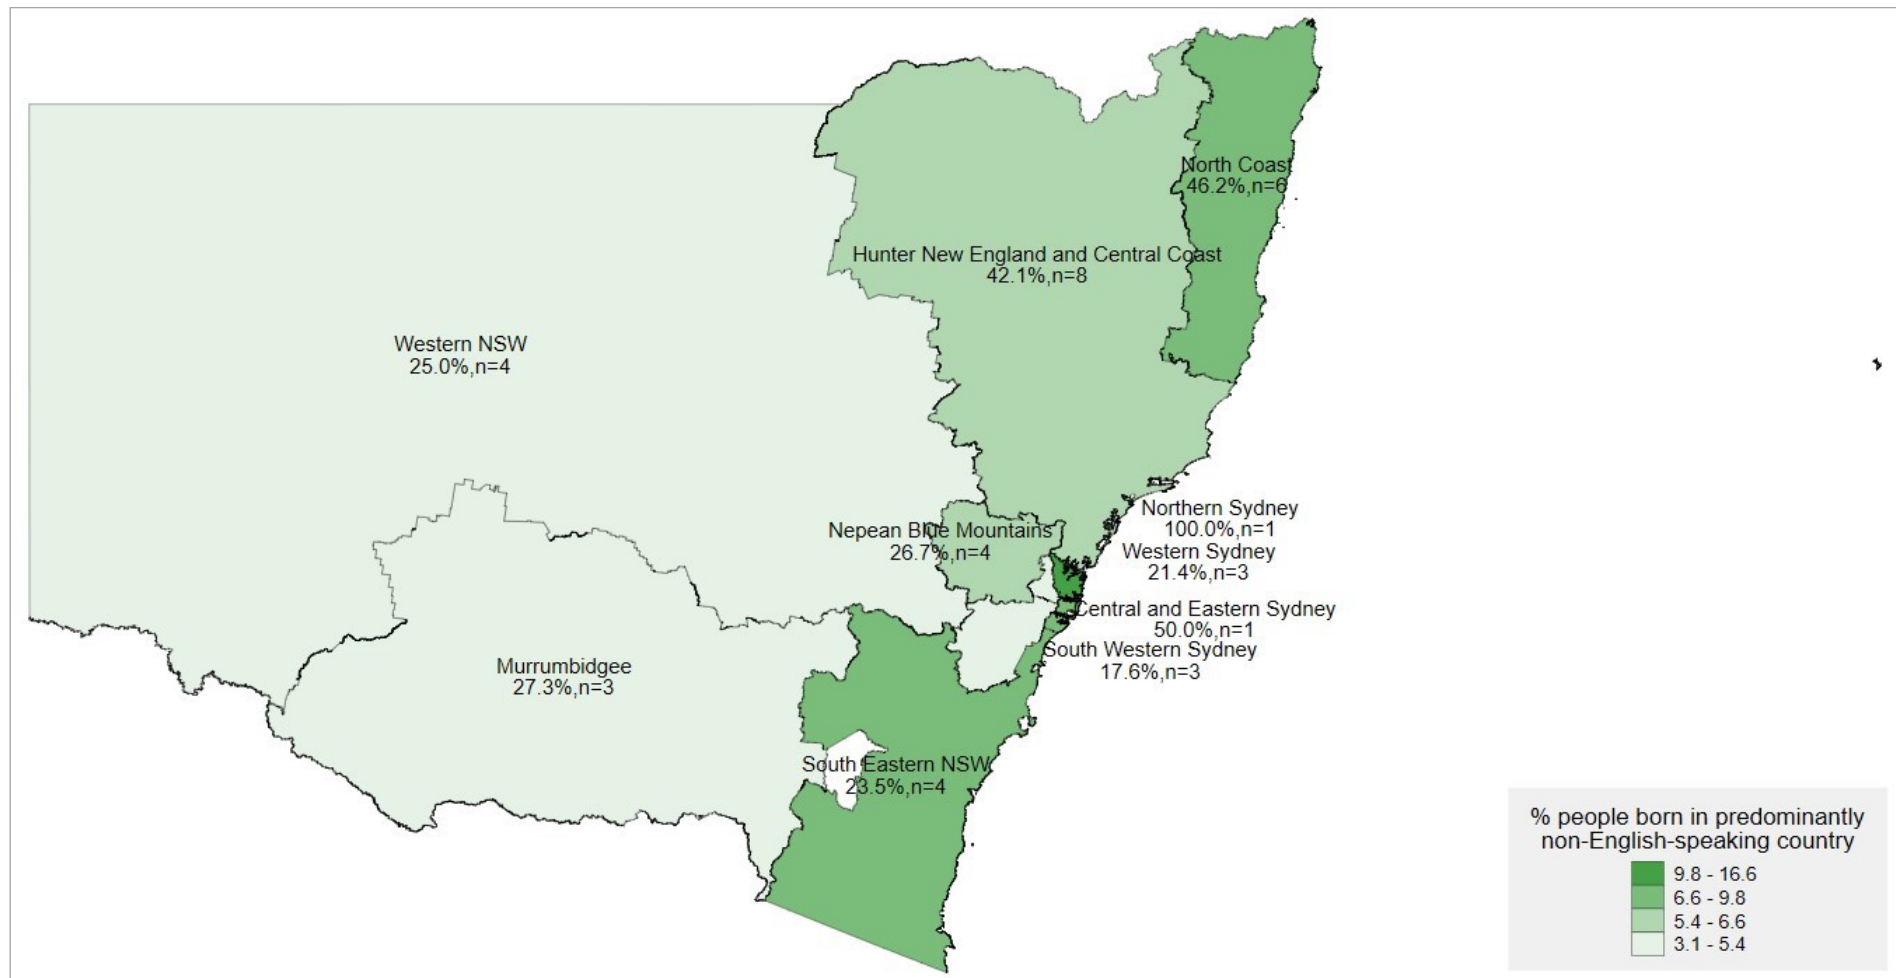 North Coast
46.2%,n=6
Hunter New England and Central Coast
42.1%,n=8
Western NSW
25.0%,n=4
Northern Sydney
100.0%,n=1
Nepean Blue Mountains
26.7%,n=4
Western Sydney
21.4%,n=3
Central and Eastern Sydney
50.0%,n=1
South Western Sydney
17.6%,n=3
Murrumbidgee
27.3%,n=3
South Eastern NSW
23.5%,n=4
% people born in predominantly
non-English-speaking country
9.8 - 16.6
6.6 - 9.8
5.4 - 6.6
3.1 - 5.4